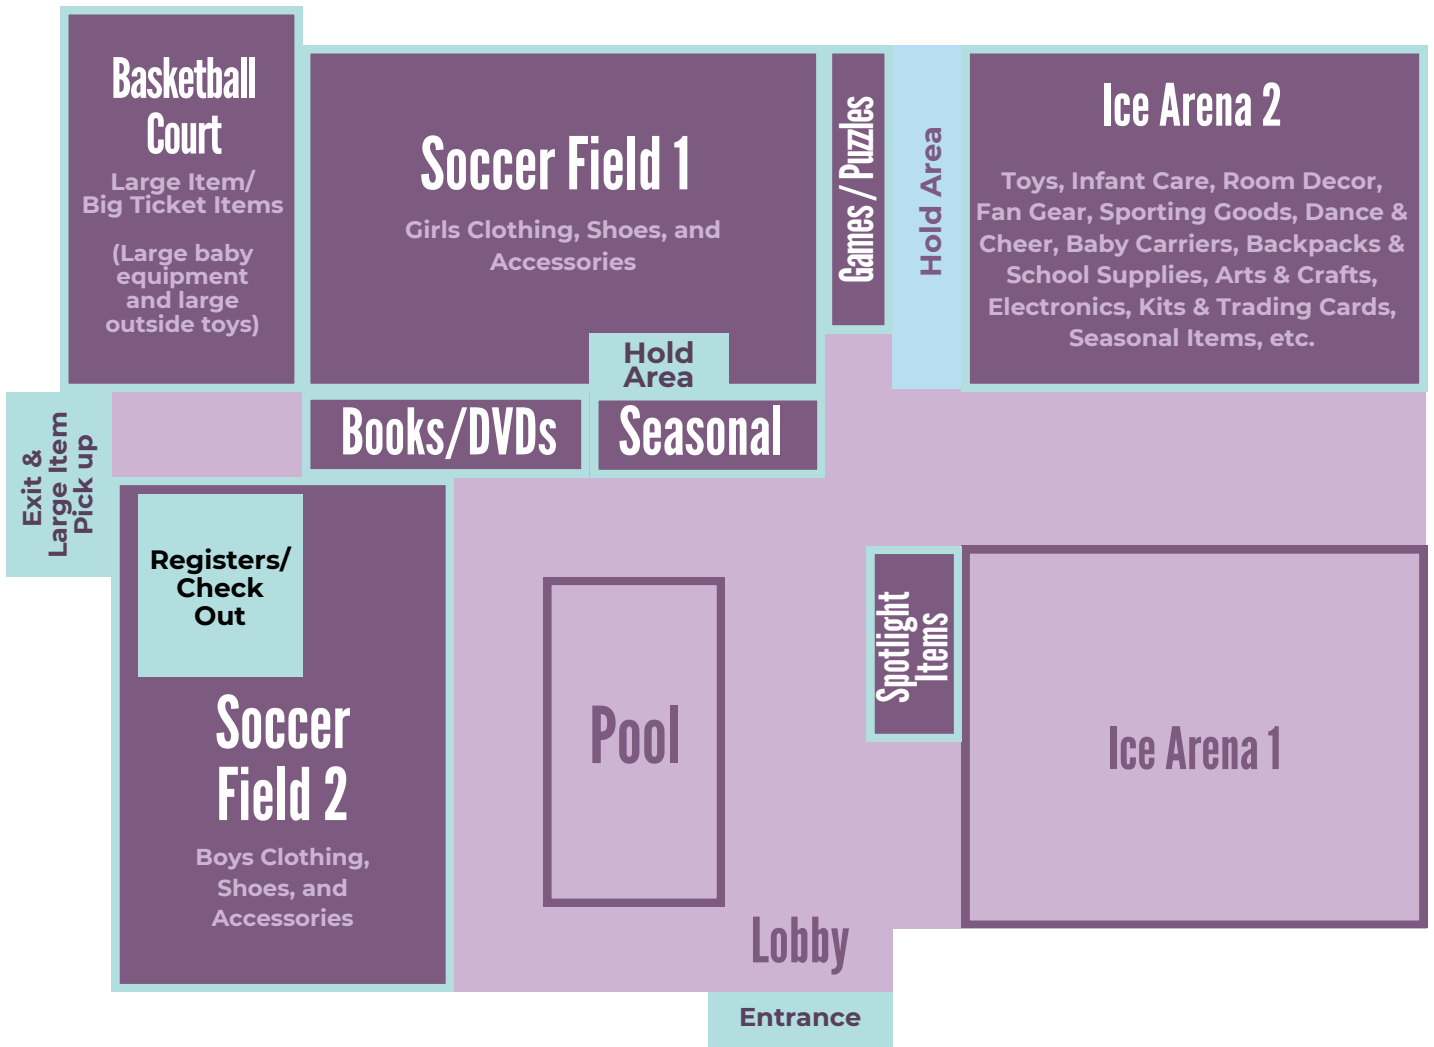 Basketball
Court
Large Item/
Big Ticket Items
(Large baby
equipment
and large
outside toys)
Soccer Field 1
Girls Clothing, Shoes, and
Accessories
Hold
Area
Games / Puzzles
Hold Area
Ice Arena 2
Toys, Infant Care, Room Decor,
Fan Gear, Sporting Goods, Dance &
Cheer, Baby Carriers, Backpacks &
School Supplies, Arts & Crafts,
Electronics, Kits & Trading Cards,
Seasonal Items, etc.
Exit &
Large Item
Pick up
Books/DVDs
Seasonal
Registers/
Check
Out
Soccer
Field 2
Boys Clothing,
Shoes, and
Accessories
Pool
Spotlight
Items
Ice Arena 1
Lobby
Entrance